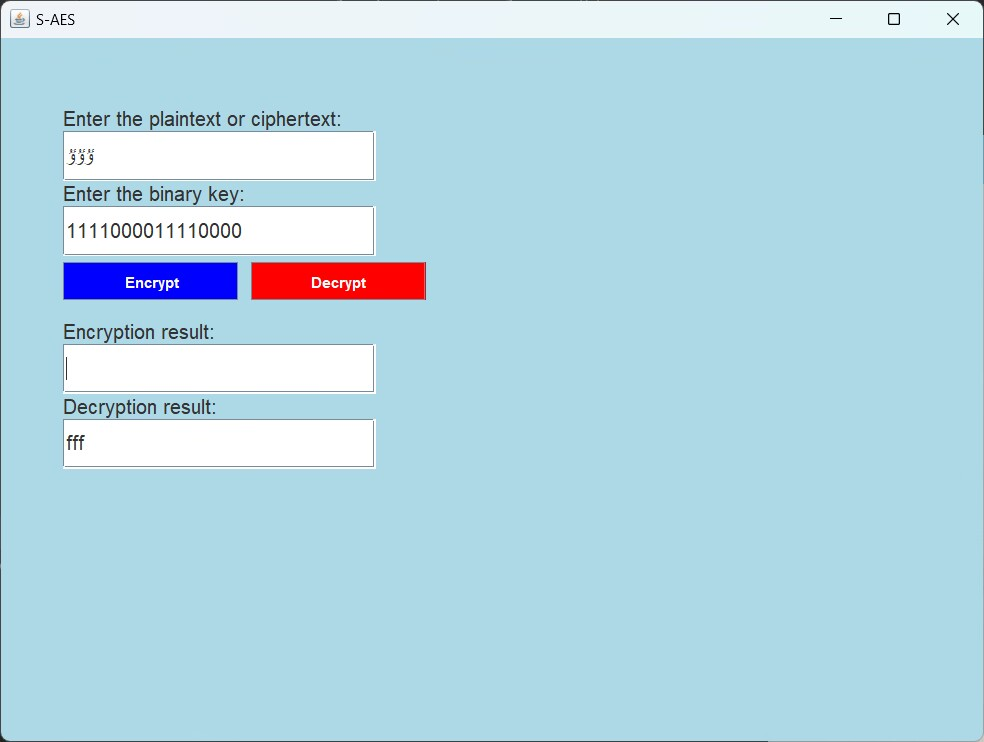 S-AES
Enter the plaintext or ciphertext:
Enter the binary key:
1111000011110000
Encrypt Decrypt
Encryption result:
Decryption result:
fff